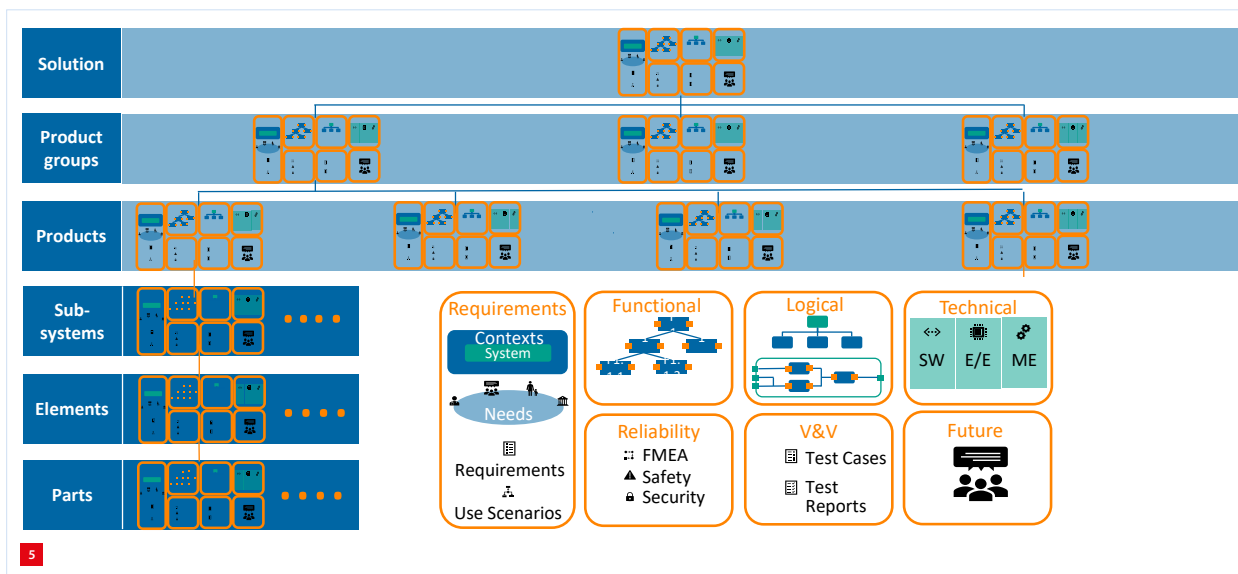 Solution
Product
groups
Products
Sub-
systems
Elements
Parts
Requirements
Contexts
System
Needs
Requirements
Use Scenarios
Functional
Logical
Technical
SW
E/E
ME
Reliability
FMEA
Safety
Security
V&V
Test Cases
Test
Reports
Future
5